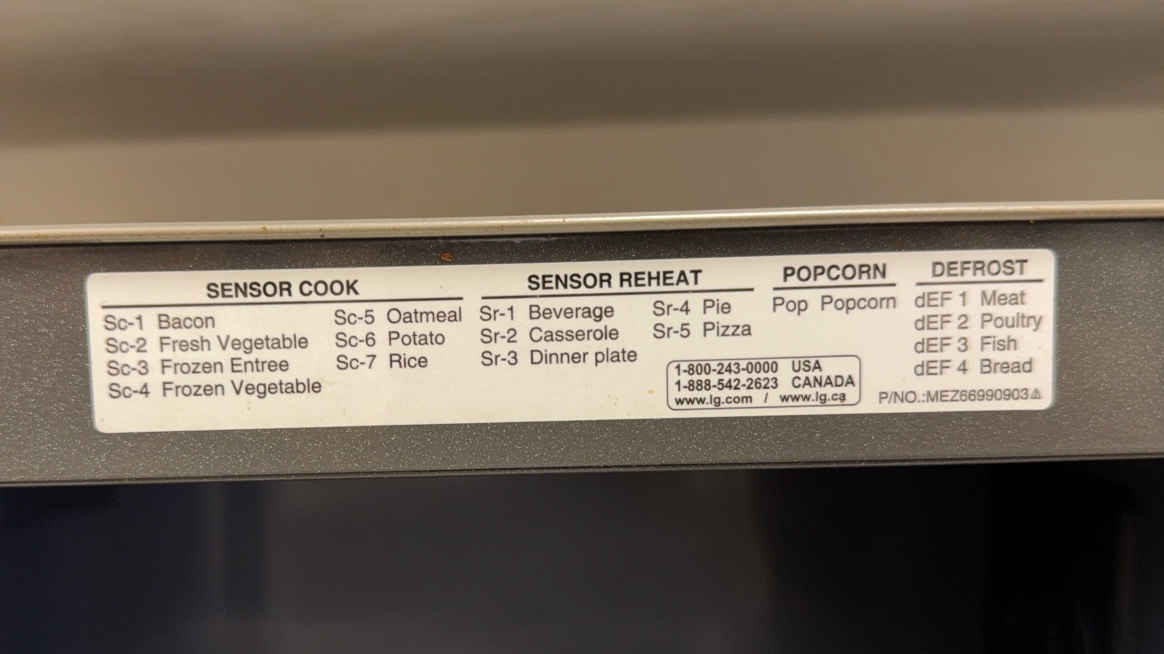 SENSOR COOK
Sc-1 Bacon
Sc-2 Fresh Vegetable
Sc-3 Frozen Entree
Sc-4 Frozen Vegetable
Sc-5 Oatmeal
Sc-6 Potato
Sc-7 Rice
SENSOR REHEAT
Sr-1 Beverage
Sr-2 Casserole
Sr-3 Dinner plate
Sr-4 Pie
Sr-5 Pizza
POPCORN
Pop Popcorn
DEFROST
dEF 1 Meat
dEF 2 Poultry
dEF 3 Fish
dEF 4 Bread
1-800-243-0000 USA
1-888-542-2623 CANADA
www.lg.com / www.lg.ca
P/NO.:MEZ66990903